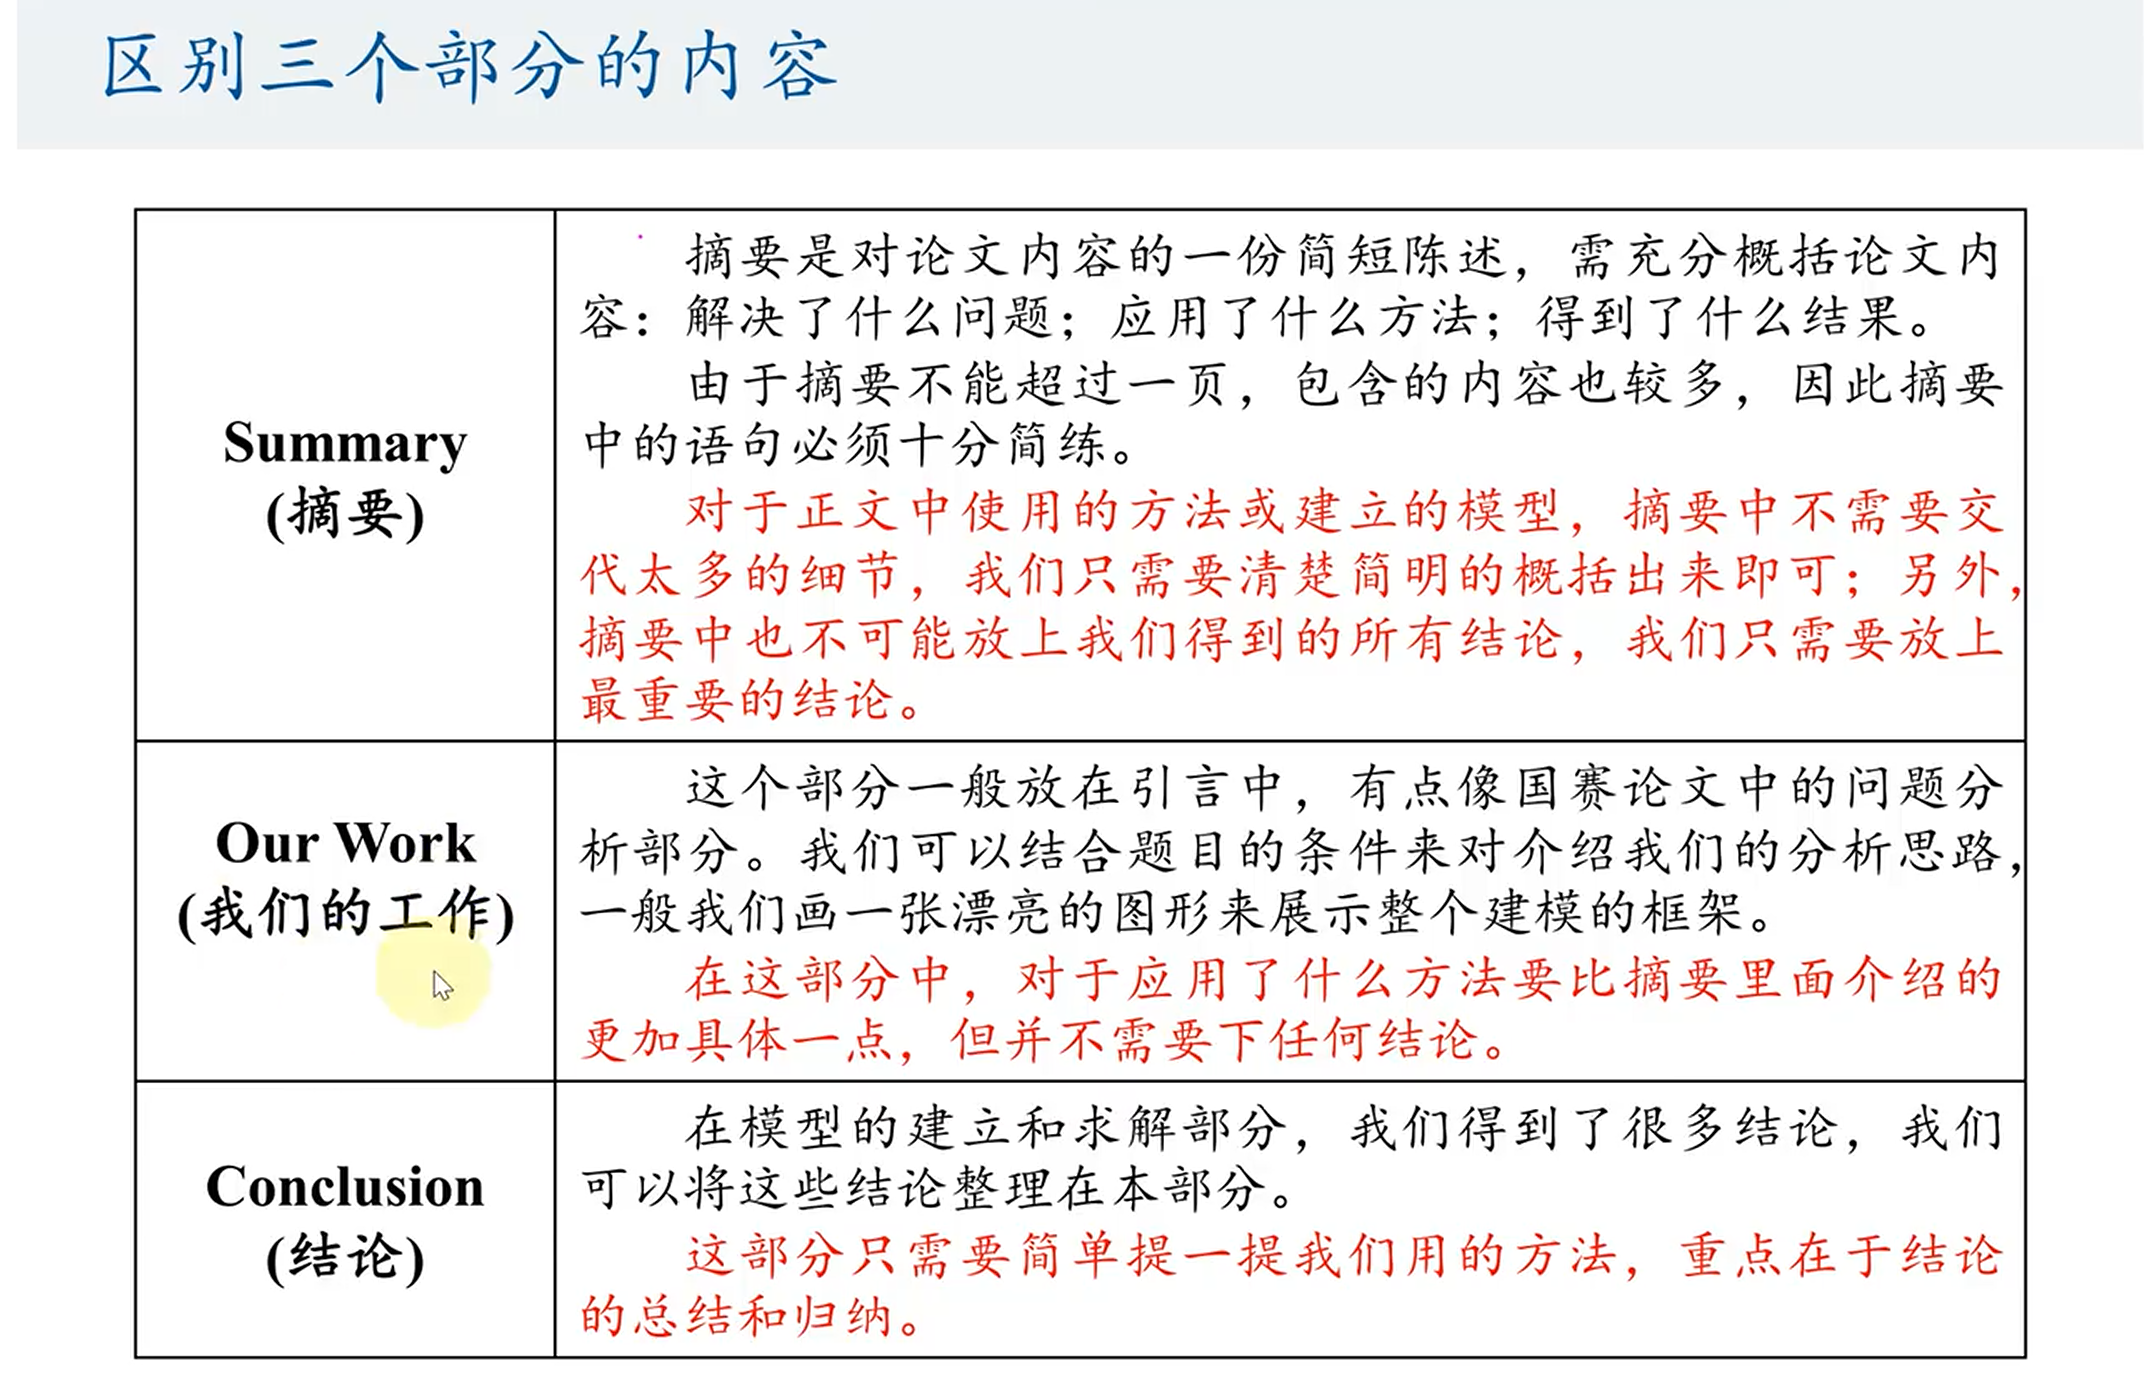 区别三个部分的内容
Summary
(摘要)
摘要是对论文内容的一份简短陈述，需充分概括论文内
容：解决了什么问题；应用了什么方法；得到了什么结果。
由于摘要不能超过一页，包含的内容也较多，因此摘要
中的语句必须十分简练。
对于正文中使用的方法或建立的模型，摘要中不需要交
代太多的细节，我们只需要清楚简明的概括出来即可；另外，
摘要中也不可能放上我们得到的所有结论，我们只需要放上
最重要的结论。
Our Work
(我们的工作)
这个部分一般放在引言中，有点像国赛论文中的问题分
析部分。我们可以结合题目的条件来对介绍我们的分析思路，
一般我们画一张漂亮的图形来展示整个建模的框架。
在这部分中，对于应用了什么方法要比摘要里面介绍的
更加具体一点，但并不需要下任何结论。
Conclusion
(结论)
在模型的建立和求解部分，我们得到了很多结论，我们
可以将这些结论整理在本部分。
这部分只需要简单提一提我们用的方法，重点在于结论
的总结和归纳。